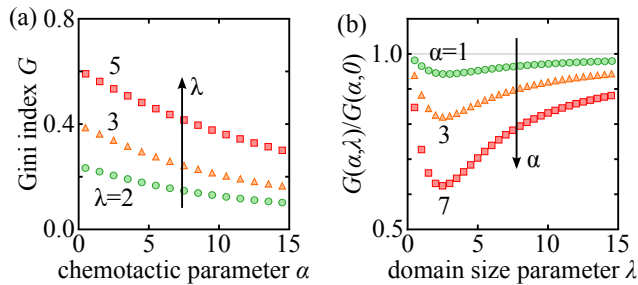 (a)
Gini index G
0.8
0.4
0.0
5
3
λ=2
λ
0 5 10 15
chemotactic parameter α
(b)
G(α,λ)/G(α,0)
1.0
0.5
α=1
3
7
α
0 5 10 15
domain size parameter λ